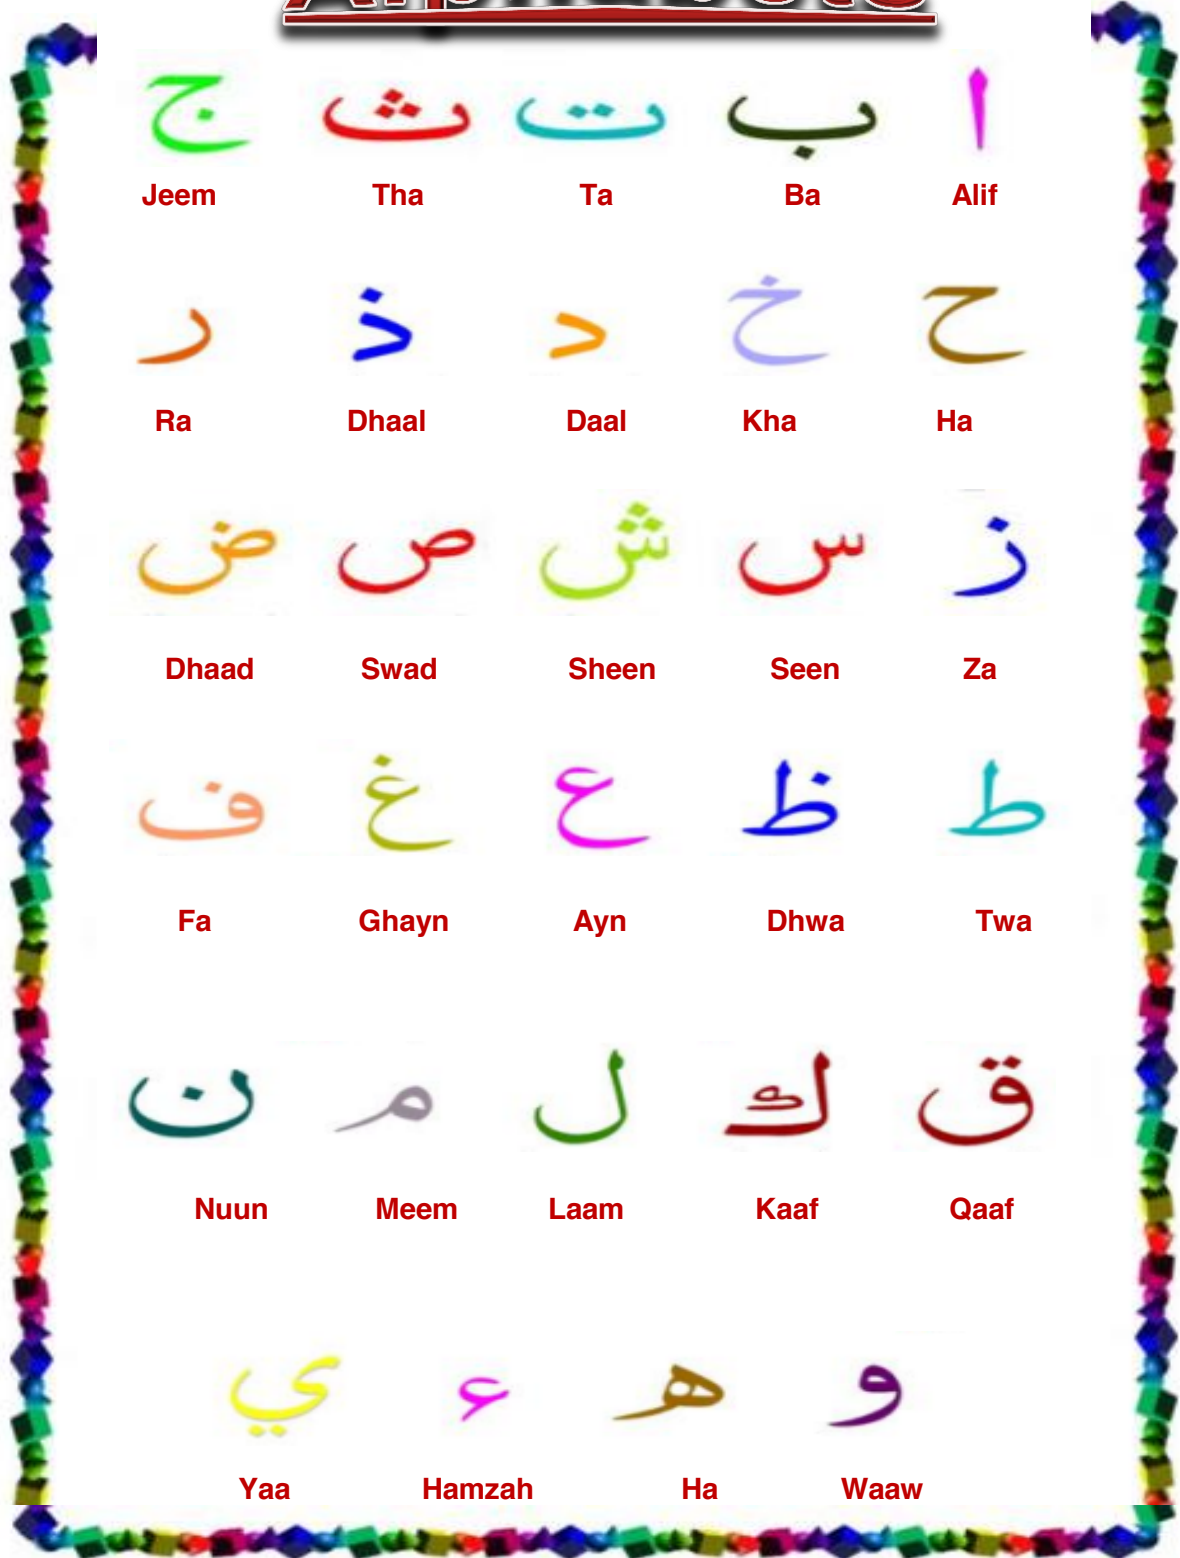 Alphabets
ا ب ت ث ج
Alif Ba Ta Tha Jeem
ح خ د ذ ر
Ha Kha Daal Dhaal Ra
ز س ش ص ض
Za Seen Sheen Swad Dhaad
ط ظ ع غ ف
Twa Dhwa Ayn Ghayn Fa
ق ك ل م ن
Qaaf Kaaf Laam Meem Nuun
و ه ء ي
Waaw Ha Hamzah Yaa